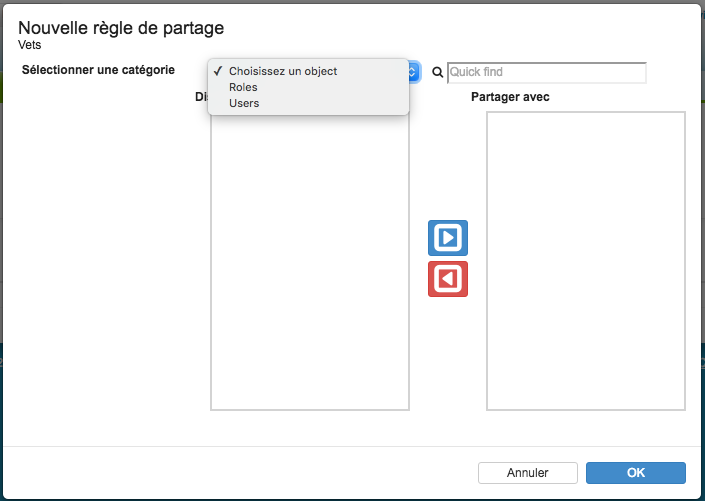 Nouvelle règle de partage
Vets
Sélectionner une catégorie
✓ Choisissez un object
Roles
Users
Quick find
Partager avec
Annuler
OK